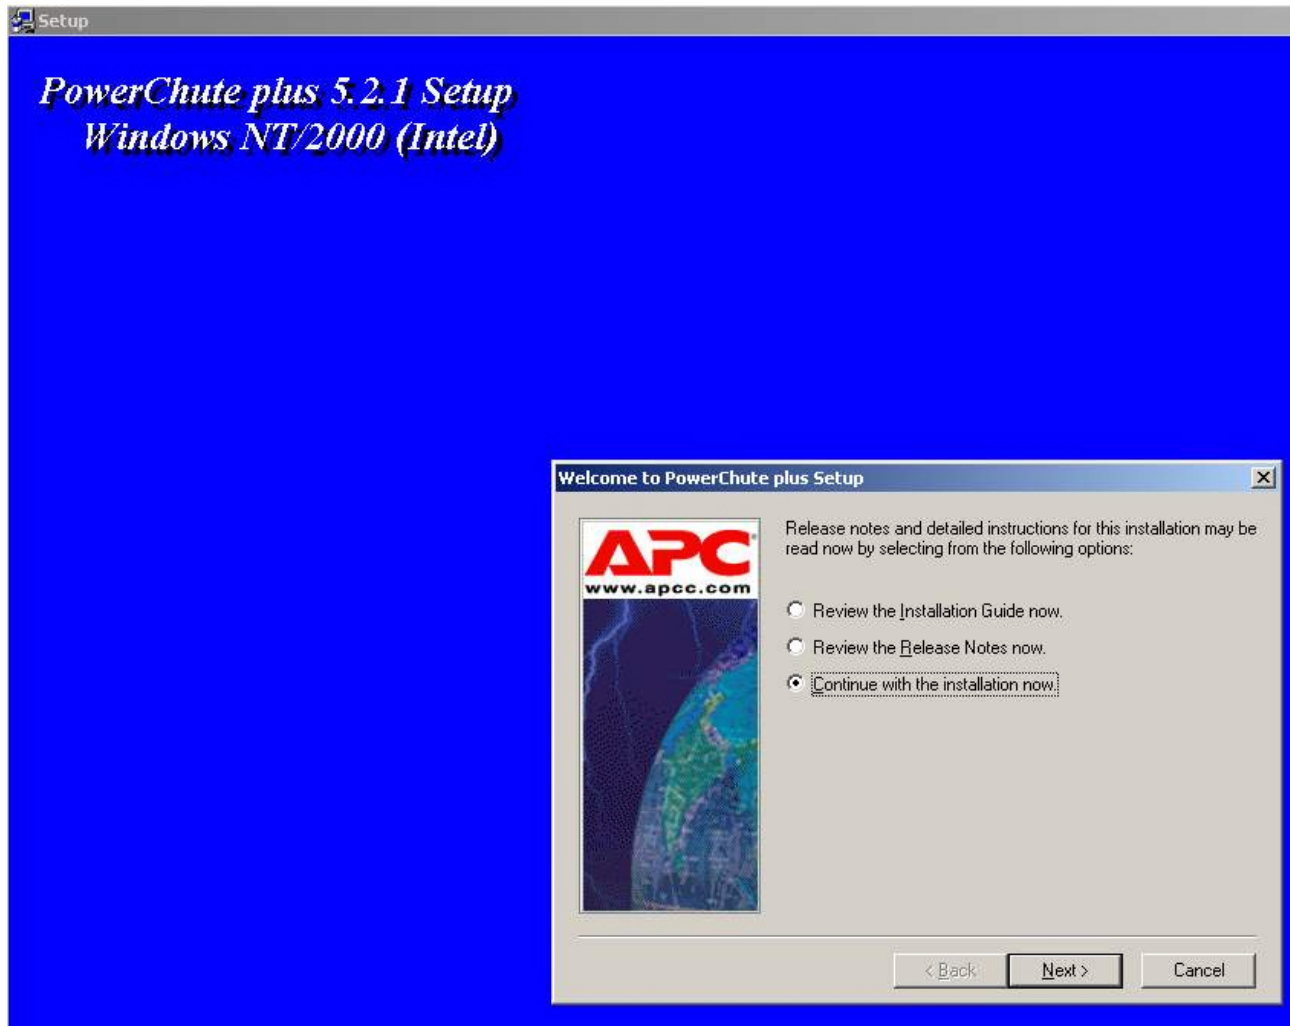 Setup
PowerChute plus 5.2.1 Setup
Windows NT/2000 (Intel)
Welcome to PowerChute plus Setup
APC
www.apcc.com
Release notes and detailed instructions for this installation may be
read now by selecting from the following options:
Review the Installation Guide now.
Review the Release Notes now.
Continue with the installation now.
< Back
Next >
Cancel